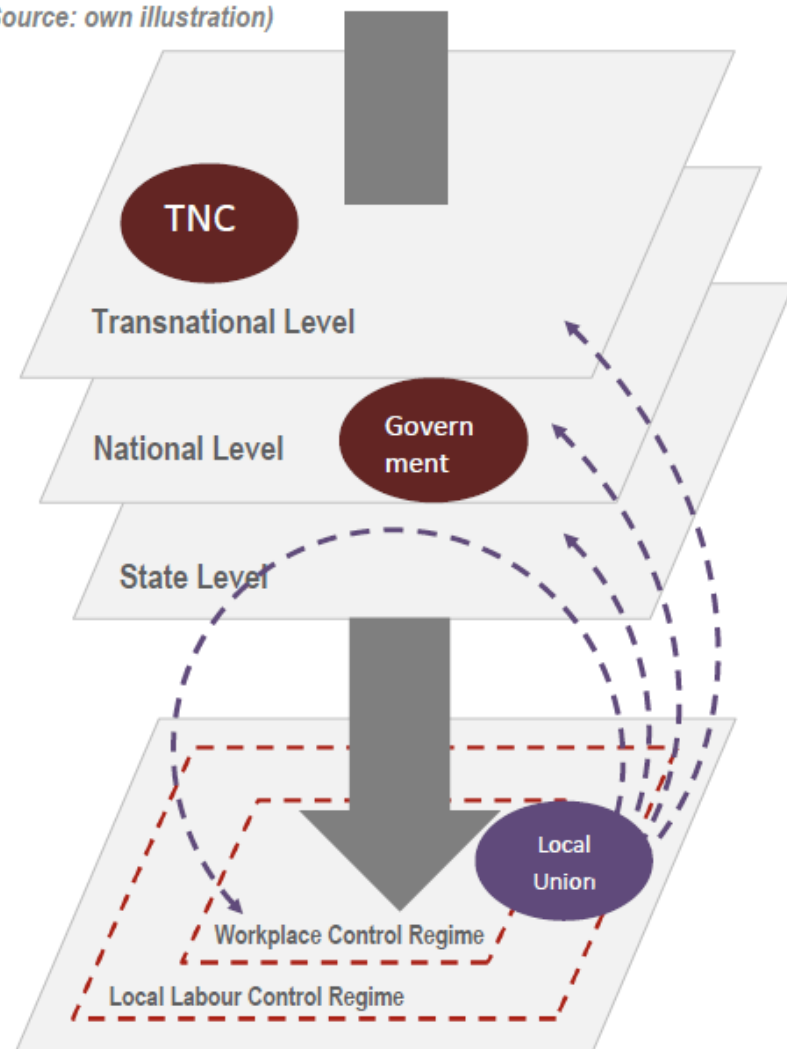 Source: own illustration)
TNC
Transnational Level
Govern
ment
National Level
State Level
Local
Union
Workplace Control Regime
Local Labour Control Regime